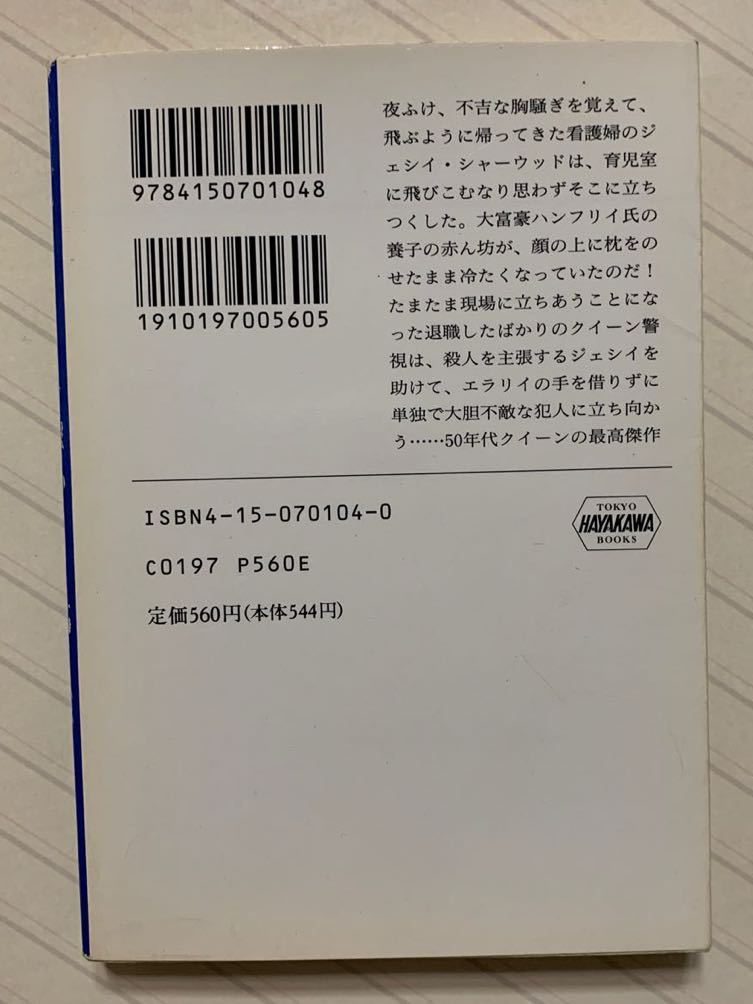 9784150701048
1910197005605
夜ふけ、不吉な胸騒ぎを覚えて、
飛ぶように帰ってきた看護婦のジ
ェシイ・シャーウッドは、育児室
に飛びこむなり思わずそこに立ち
つくした。大富豪ハンフリイ氏の
養子の赤ん坊が、顔の上に枕をの
せたまま冷たくなっていたのだ！
たまたま現場に立ちあうことにな
った退職したばかりのクイーン警
視は、殺人を主張するジェシイを
助けて、エラリイの手を借りずに
単独で大胆不敵な犯人に立ち向か
う……50年代クイーンの最高傑作
ISBN4-15-070104-0
C0197 P560E
定価560円(本体544円)
TOKYO
HAYAKAWA
BOOKS